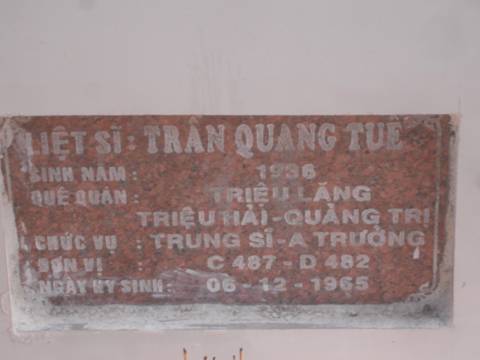 LIỆT SĨ: TRẦN QUANG TUỆ
SINH NĂM: 1936
QUÊ QUÁN: TRIỆU LĂNG
TRIỆU HẢI-QUẢNG TRỊ
CHỨC VỤ: TRUNG SĨ-A TRƯỞNG
ĐƠN VỊ: C 487-D 482
NGÀY HY SINH: 06-12-1965